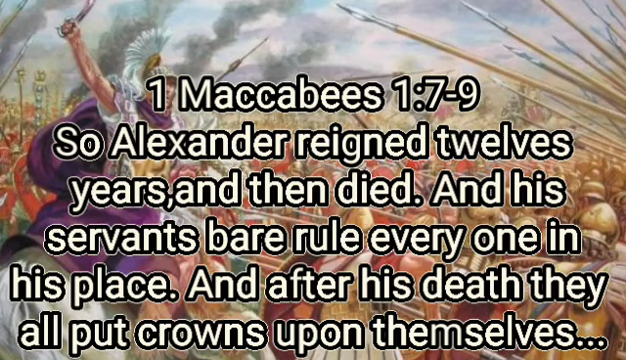 1 Maccabees 1:7-9
So Alexander reigned twelves
years,and then died. And his
servants bare rule every one in
his place. And after his death they
all put crowns upon themselves...